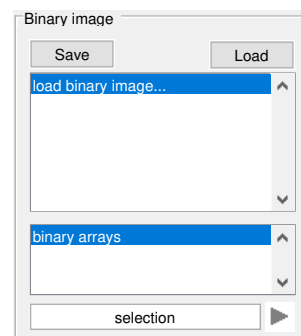 Binary image
Save Load
load binary image...
binary arrays
selection